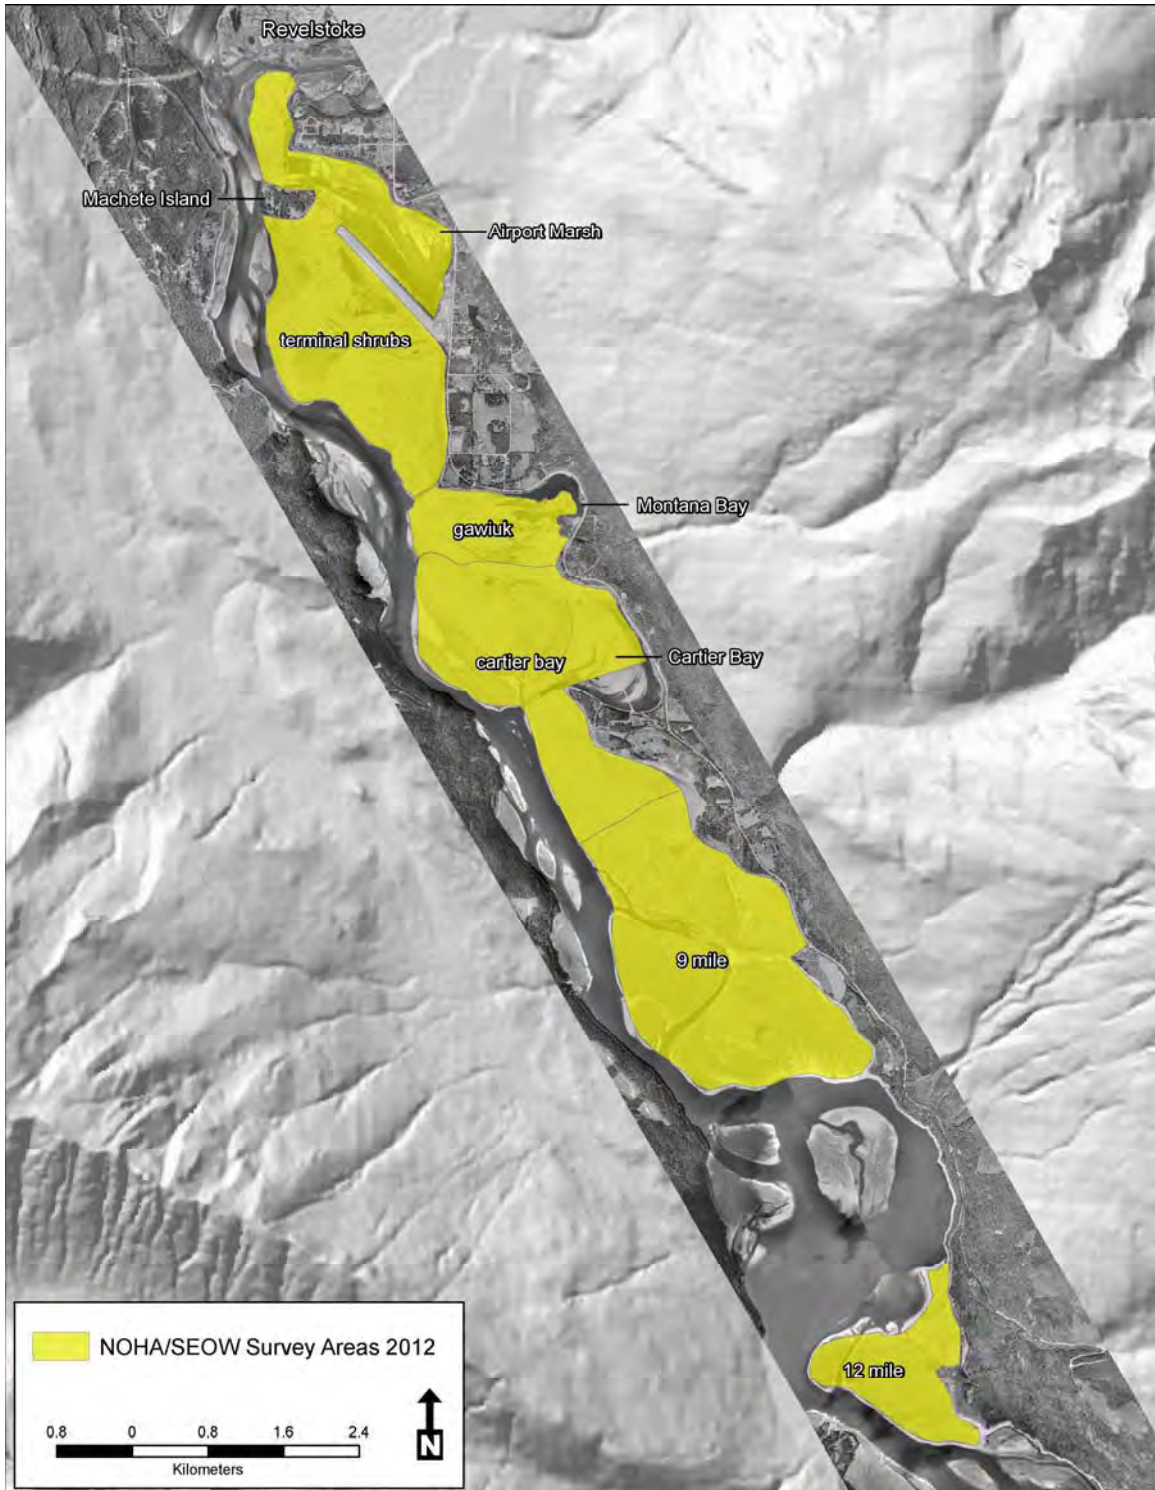 Revelstoke
Machete Island
Airport Marsh
terminal shrubs
Montana Bay
gawiuk
cartier bay
Cartier Bay
9 mile
12 mile
NOHA/SEOW Survey Areas 2012
0.8 0 0.8 1.6 2.4
Kilometers
N